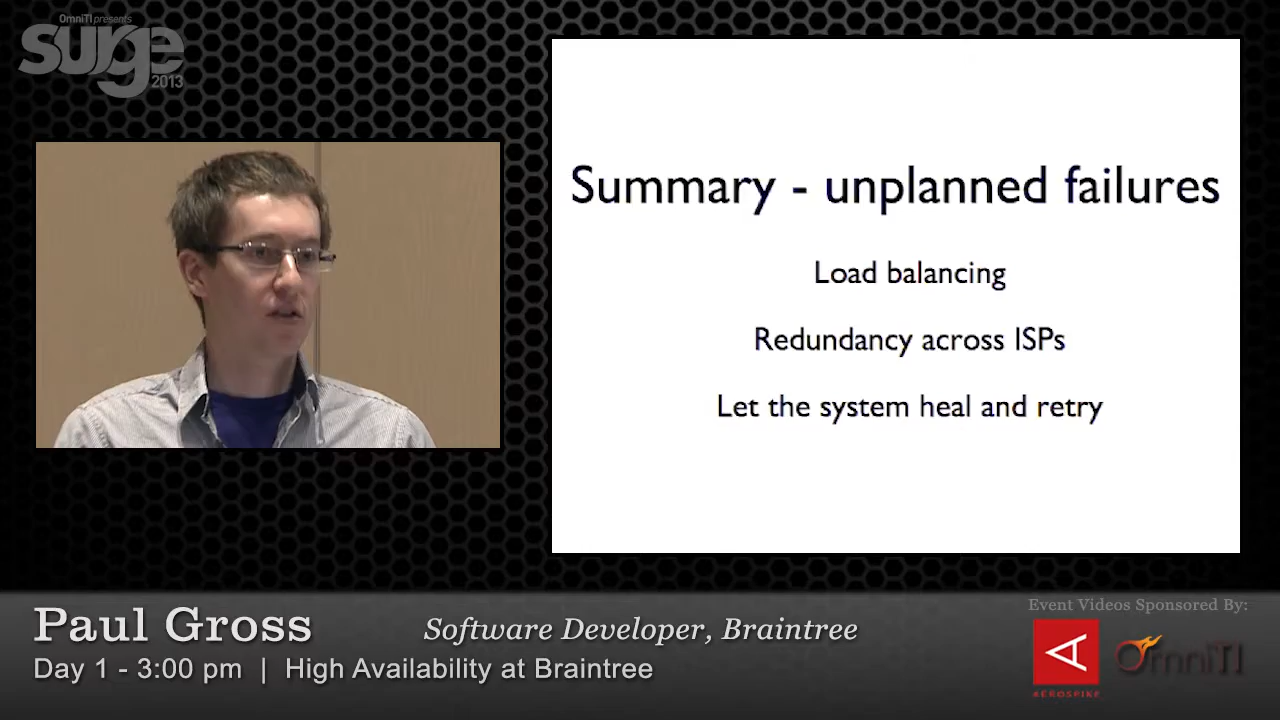 OmniTI presents
surge
2013
Summary - unplanned failures
Load balancing
Redundancy across ISPs
Let the system heal and retry
Paul Gross
Software Developer, Braintree
Day 1 - 3:00 pm | High Availability at Braintree
Event Videos Sponsored By:
AEROSPIKE
OmniTI